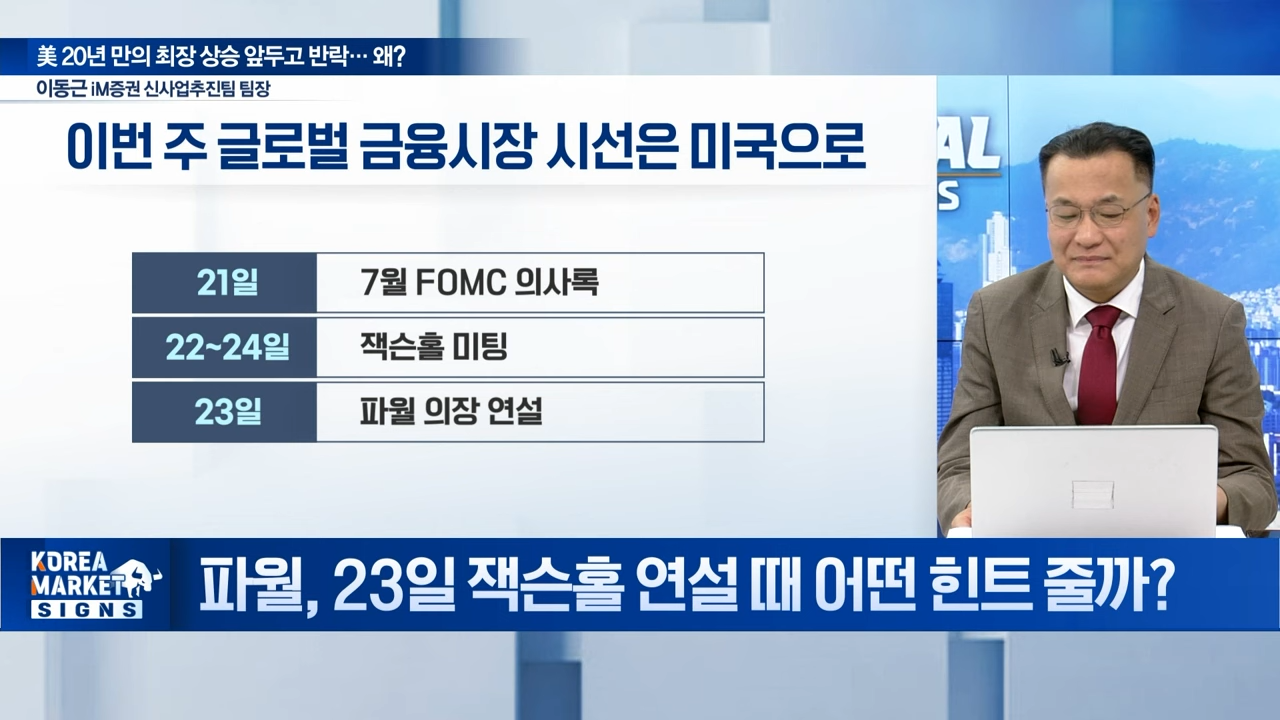 美 20년 만의 최장 상승 앞두고 반락… 왜?
이동근 iM증권 신사업추진팀 팀장
이번 주 글로벌 금융시장 시선은 미국으로
21일 7월 FOMC 의사록
22~24일 잭슨홀 미팅
23일 파월 의장 연설
AL
S
KOREA
MARKET
SIGNS
파월, 23일 잭슨홀 연설 때 어떤 힌트 줄까?